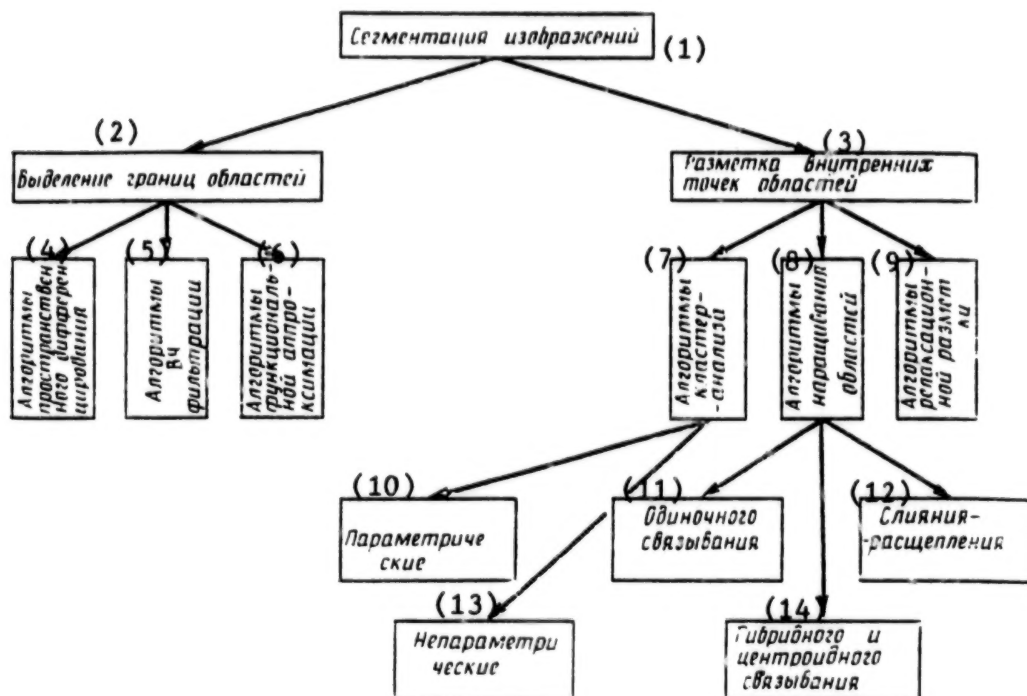 Сегментация изображений
(1)
(2)
Выделение границ областей
(3)
Разметка внутренних
точек областей
(4)
Алгоритмы
пространствен
ного дифферен
цирования
(5)
Алгоритмы
ВЧ
фильтрации
(6)
Алгоритмы
функциональ-
ной аппро-
ксимации
(7)
Алгоритмы
кластер-
-анализа
(8)
Алгоритмы
наращивания
областей
(9)
Алгоритмы
релаксацион-
ной размет
ки
(10)
Параметриче
ские
(11)
Одиночного
связывания
(12)
Слияния-
-расщепления
(13)
Непараметри
ческие
(14)
Гибридного и
центроидного
связывания